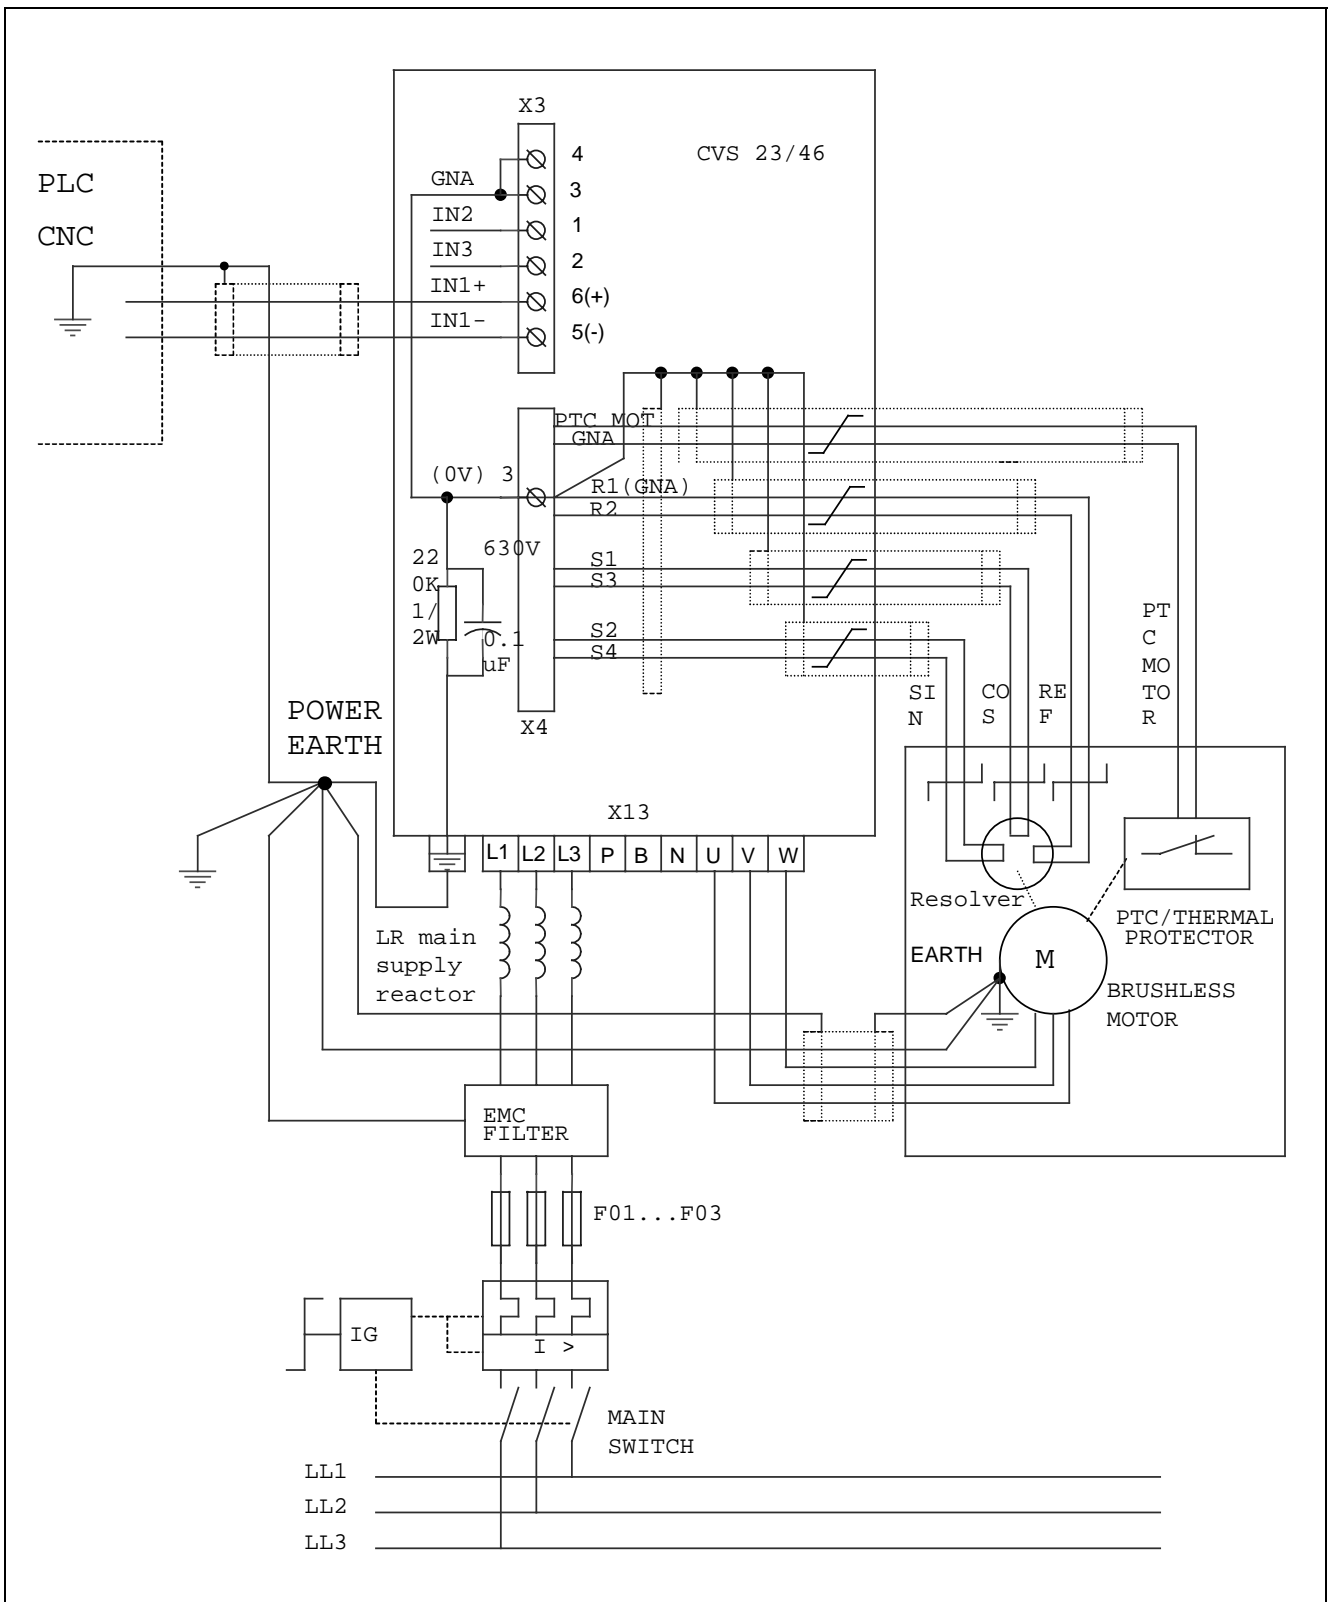 X3
4
CVS 23/46
PLC
GNA
3
IN2
1
CNC
IN3
2
IN1+
6(+)
IN1-
5(-)
PTC MOT
GNA
(0V) 3
R1(GNA)
R2
630V
22
0K
1/
2W
S1
S3
0.1
uF
S2
S4
PT
C
MO
TO
R
SI
N
CO
S
RE
F
POWER
EARTH
X4
X13
L1 L2 L3 P B N U V W
Resolver
PTC/THERMAL
PROTECTOR
LR main
supply
reactor
EARTH
M
BRUSHLESS
MOTOR
EMC
FILTER
F01...F03
IG
I >
MAIN
SWITCH
LL1
LL2
LL3